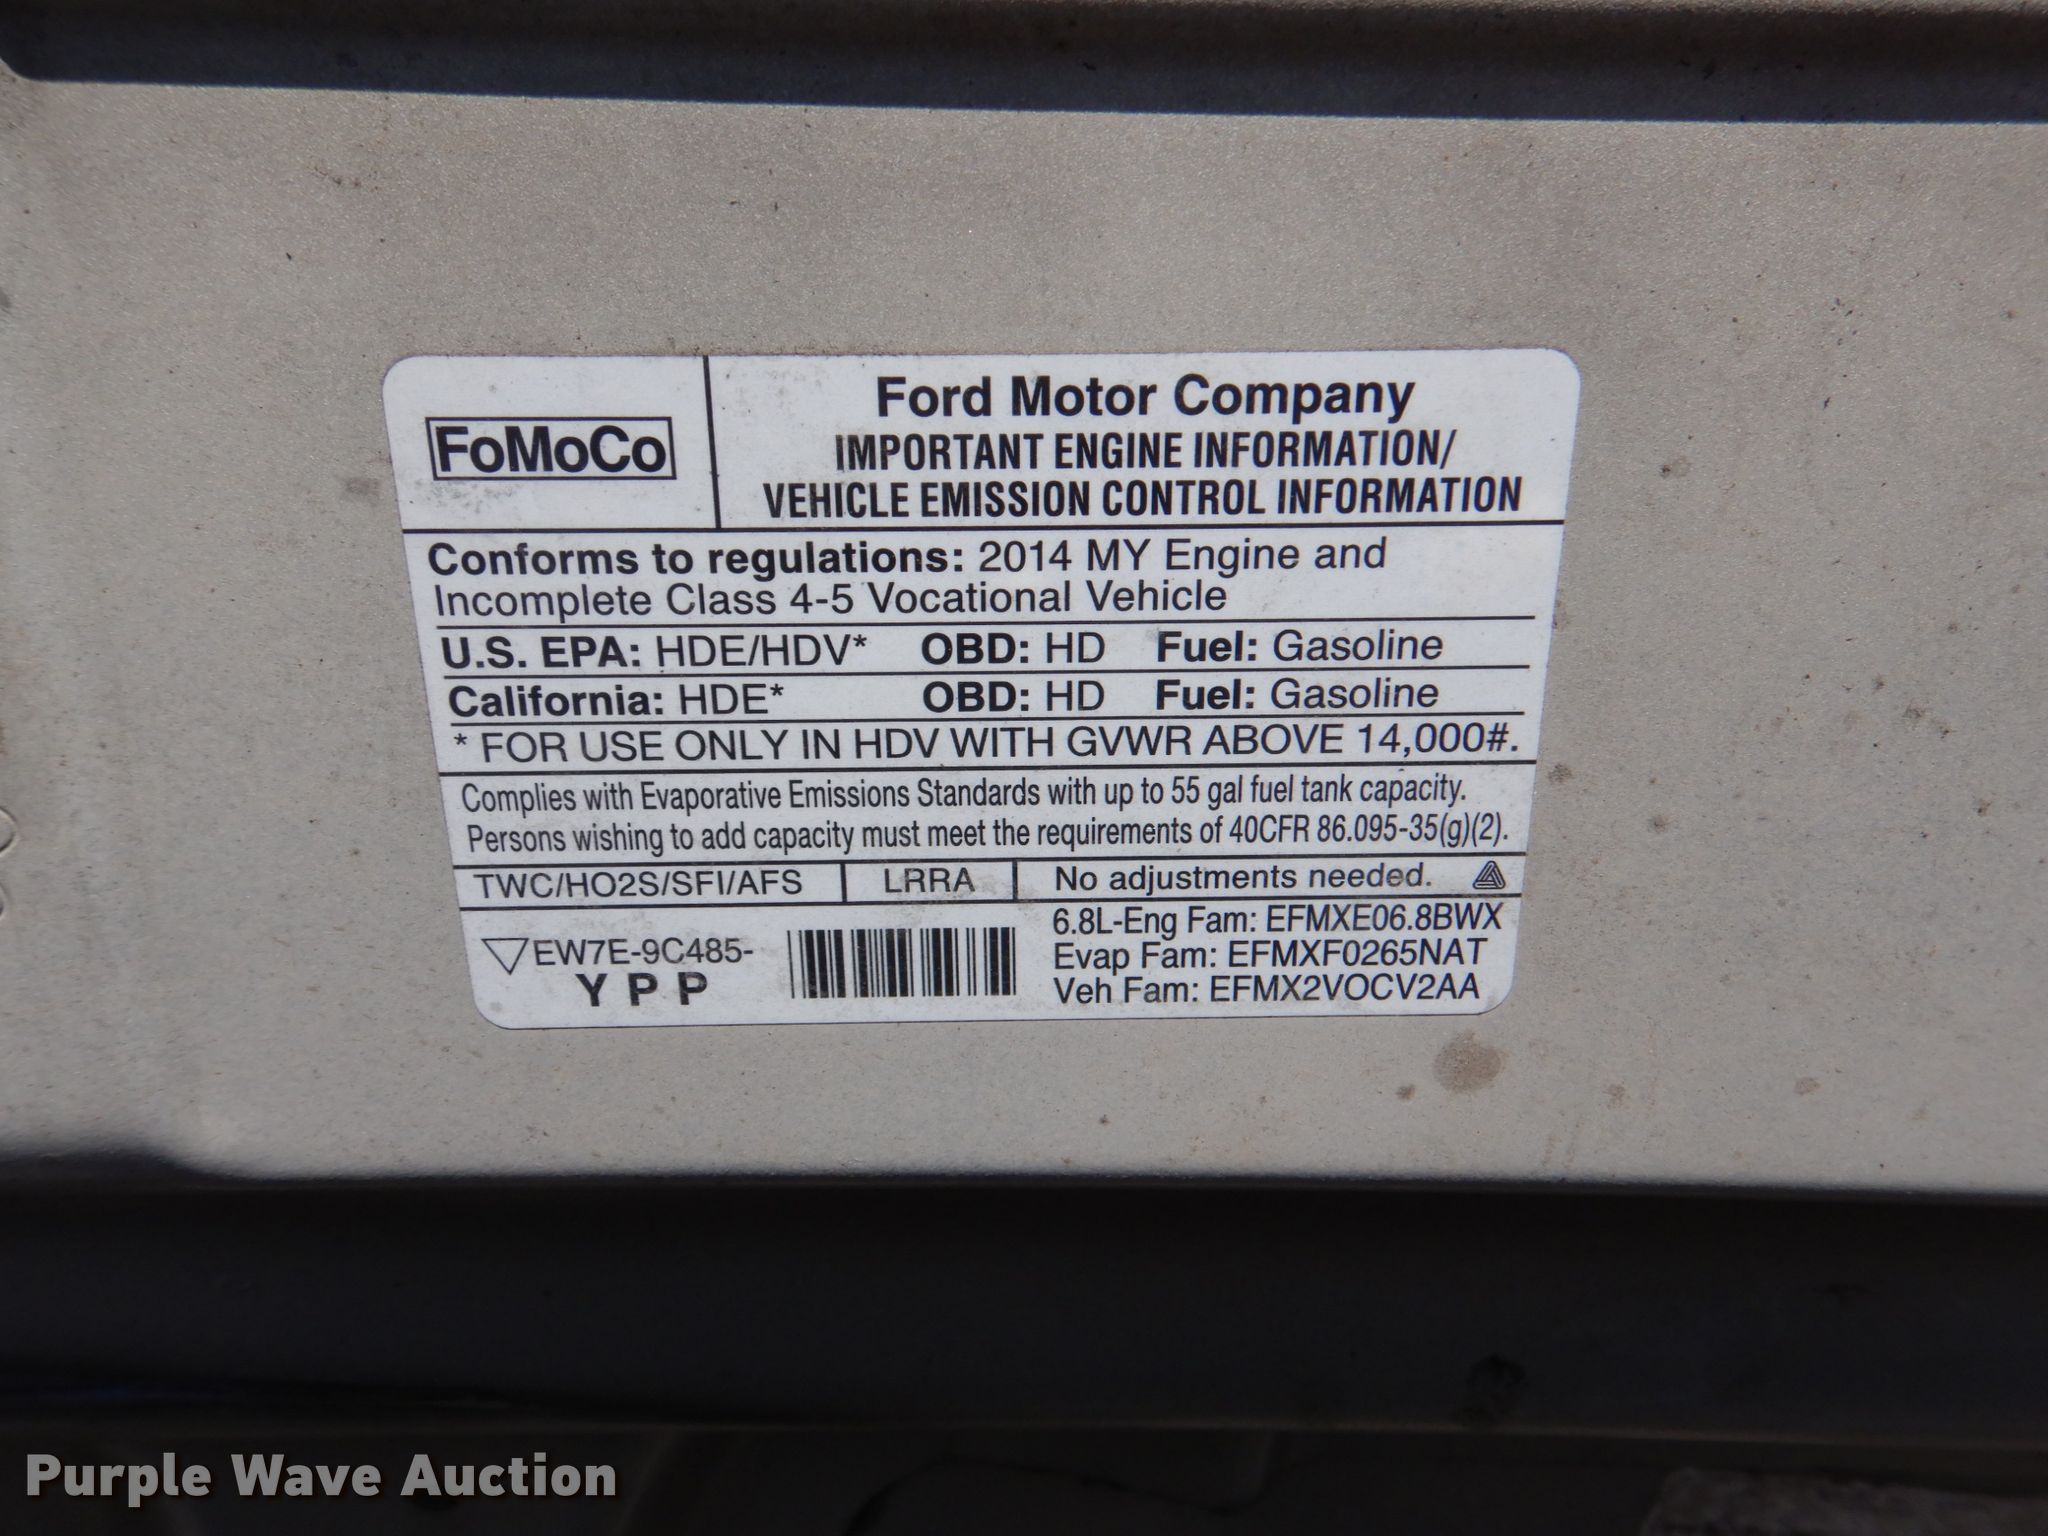 FoMoCo
Ford Motor Company
IMPORTANT ENGINE INFORMATION/
VEHICLE EMISSION CONTROL INFORMATION
Conforms to regulations: 2014 MY Engine and
Incomplete Class 4-5 Vocational Vehicle
U.S. EPA: HDE/HDV* OBD: HD Fuel: Gasoline
California: HDE* OBD: HD Fuel: Gasoline
* FOR USE ONLY IN HDV WITH GVWR ABOVE 14,000#.
Complies with Evaporative Emissions Standards with up to 55 gal fuel tank capacity.
Persons wishing to add capacity must meet the requirements of 40CFR 86.095-35(g)(2).
TWC/HO2S/SFI/AFS LRRA No adjustments needed.
EW7E-9C485-
YPP
6.8L-Eng Fam: EFMXE06.8BWX
Evap Fam: EFMXF0265NAT
Veh Fam: EFMX2VOCV2AA
Purple Wave Auction